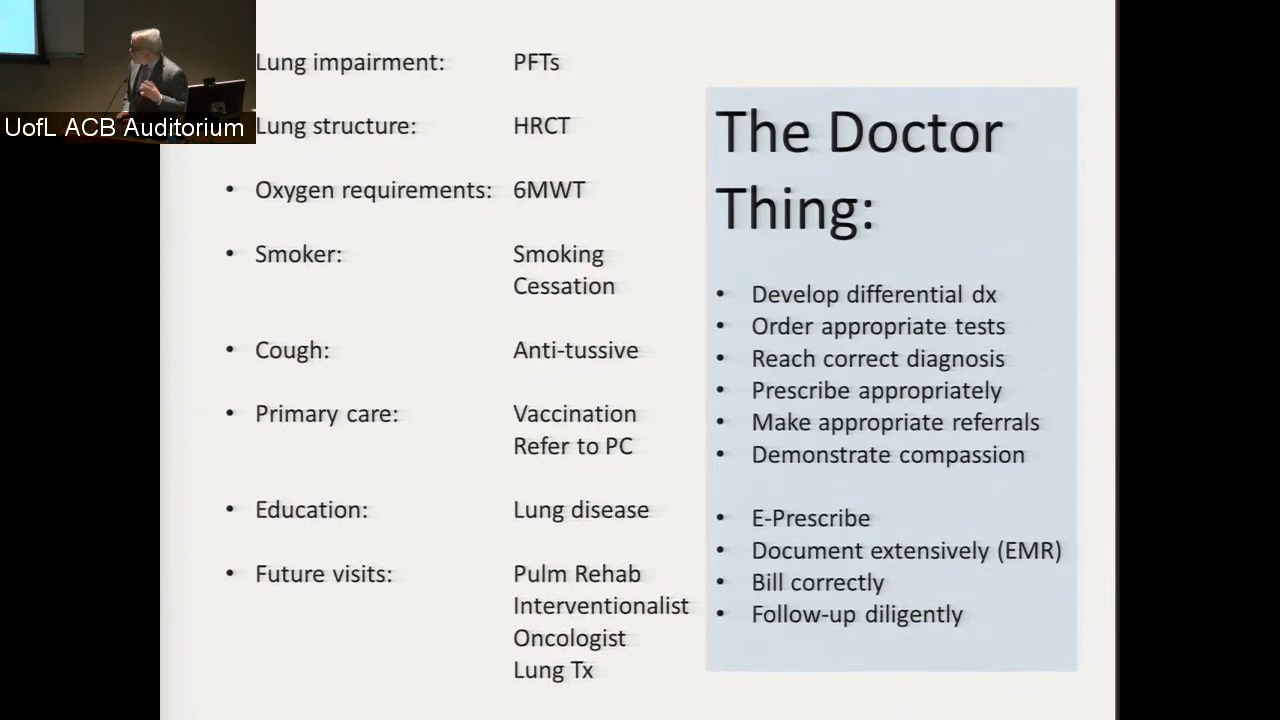 UofL ACB Auditorium
Lung impairment: PFTs
Lung structure: HRCT
• Oxygen requirements: 6MWT
• Smoker: Smoking
Cessation
• Cough: Anti-tussive
• Primary care: Vaccination
Refer to PC
• Education: Lung disease
• Future visits: Pulm Rehab
Interventionalist
Oncologist
Lung Tx
The Doctor
Thing:
• Develop differential dx
• Order appropriate tests
• Reach correct diagnosis
• Prescribe appropriately
• Make appropriate referrals
• Demonstrate compassion
• E-Prescribe
• Document extensively (EMR)
• Bill correctly
• Follow-up diligently